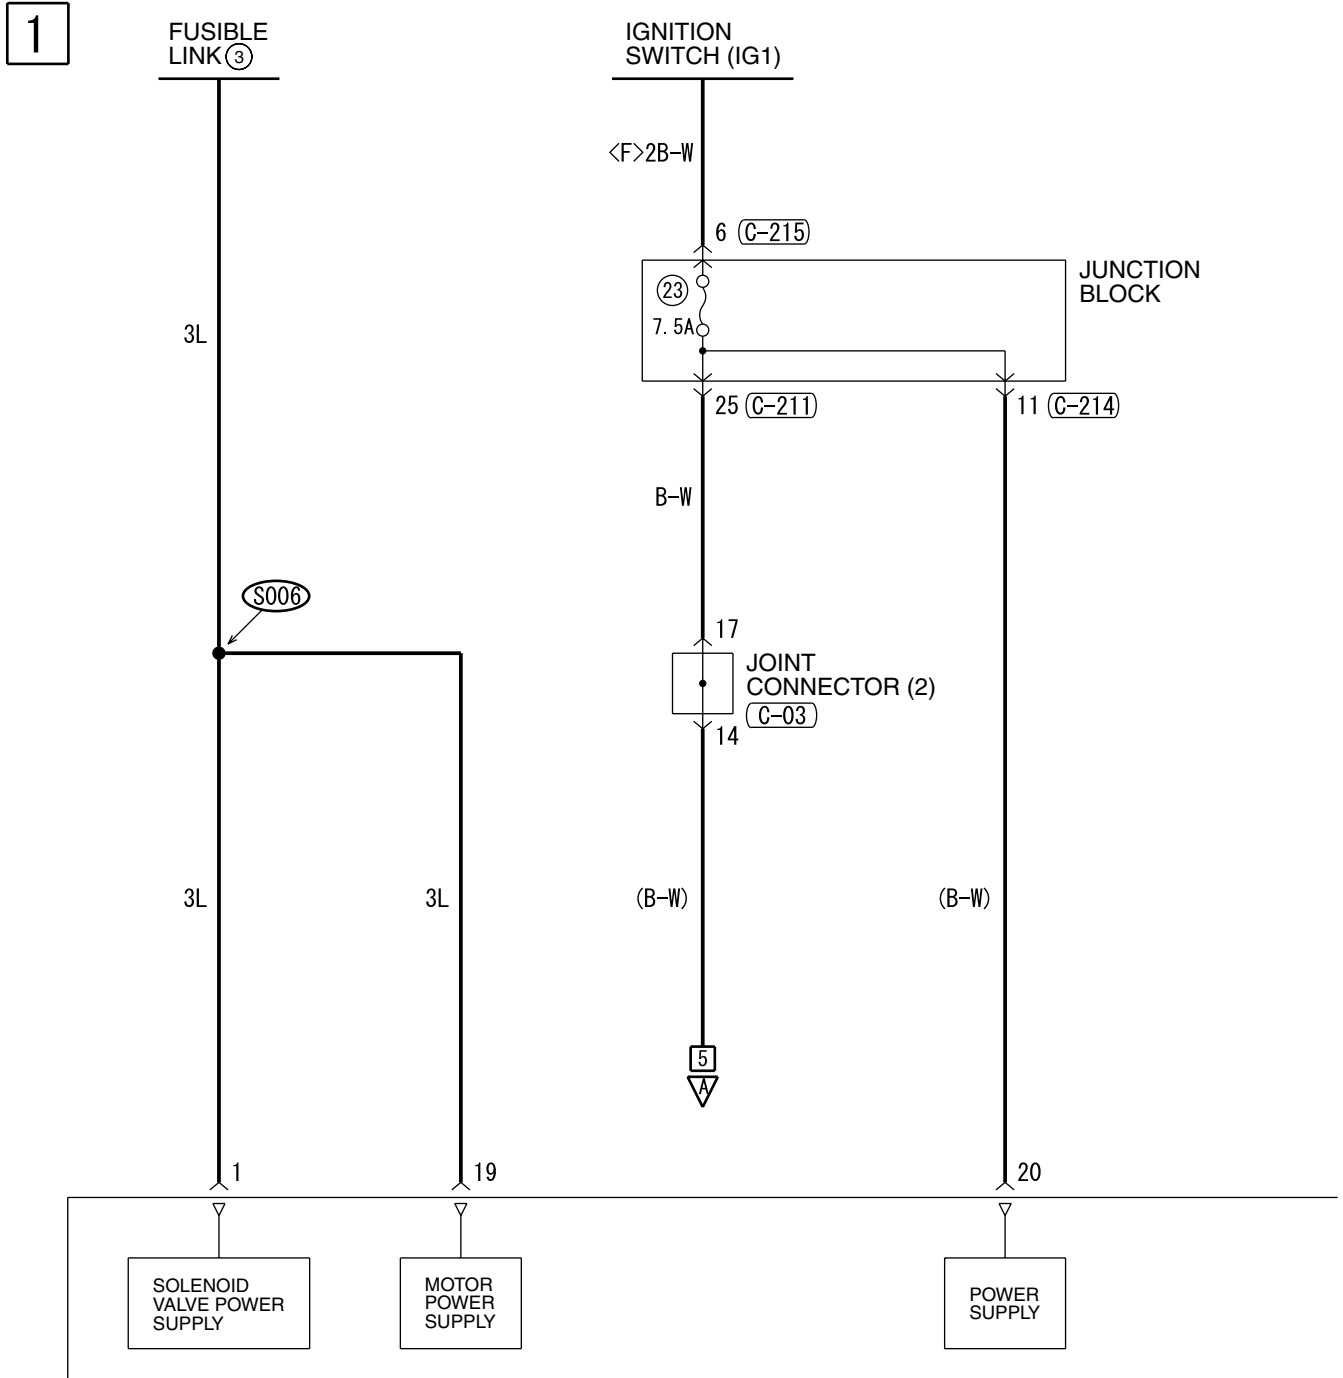 1
FUSIBLE
LINK ③
IGNITION
SWITCH (IG1)
<F>2B-W
6 C-215
23
7.5A
JUNCTION
BLOCK
3L
25 C-211
11 C-214
B-W
S006
17
JOINT
CONNECTOR (2)
C-03
14
3L
3L
(B-W)
(B-W)
5
A
1
19
20
SOLENOID
VALVE POWER
SUPPLY
MOTOR
POWER
SUPPLY
POWER
SUPPLY